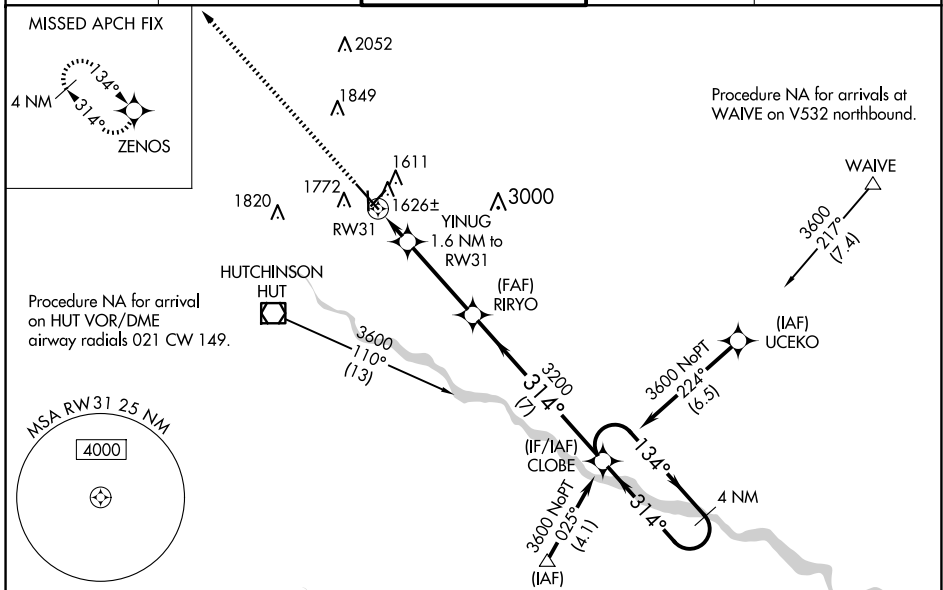 MISSED APCH FIX
134°
4 NM
314°
ZENOS
2052
1849
Procedure NA for arrivals at
WAIVE on V532 northbound.
WAIVE
3600
217°
(7.4)
1611
1772
1820
1626±
3000
RW31
YINUG
1.6 NM to
RW31
HUTCHINSON
HUT
(FAF)
RIRYO
Procedure NA for arrival
on HUT VOR/DME
airway radials 021 CW 149.
3600
110°
(13)
(IAF)
UCEKO
3600 NoPT
224°
(6.5)
3200
314°
(7)
MSA RW31 25 NM
4000
(IF/IAF)
CLOBE
134°
4 NM
314°
3600 NoPT
025°
(4.1)
(IAF)